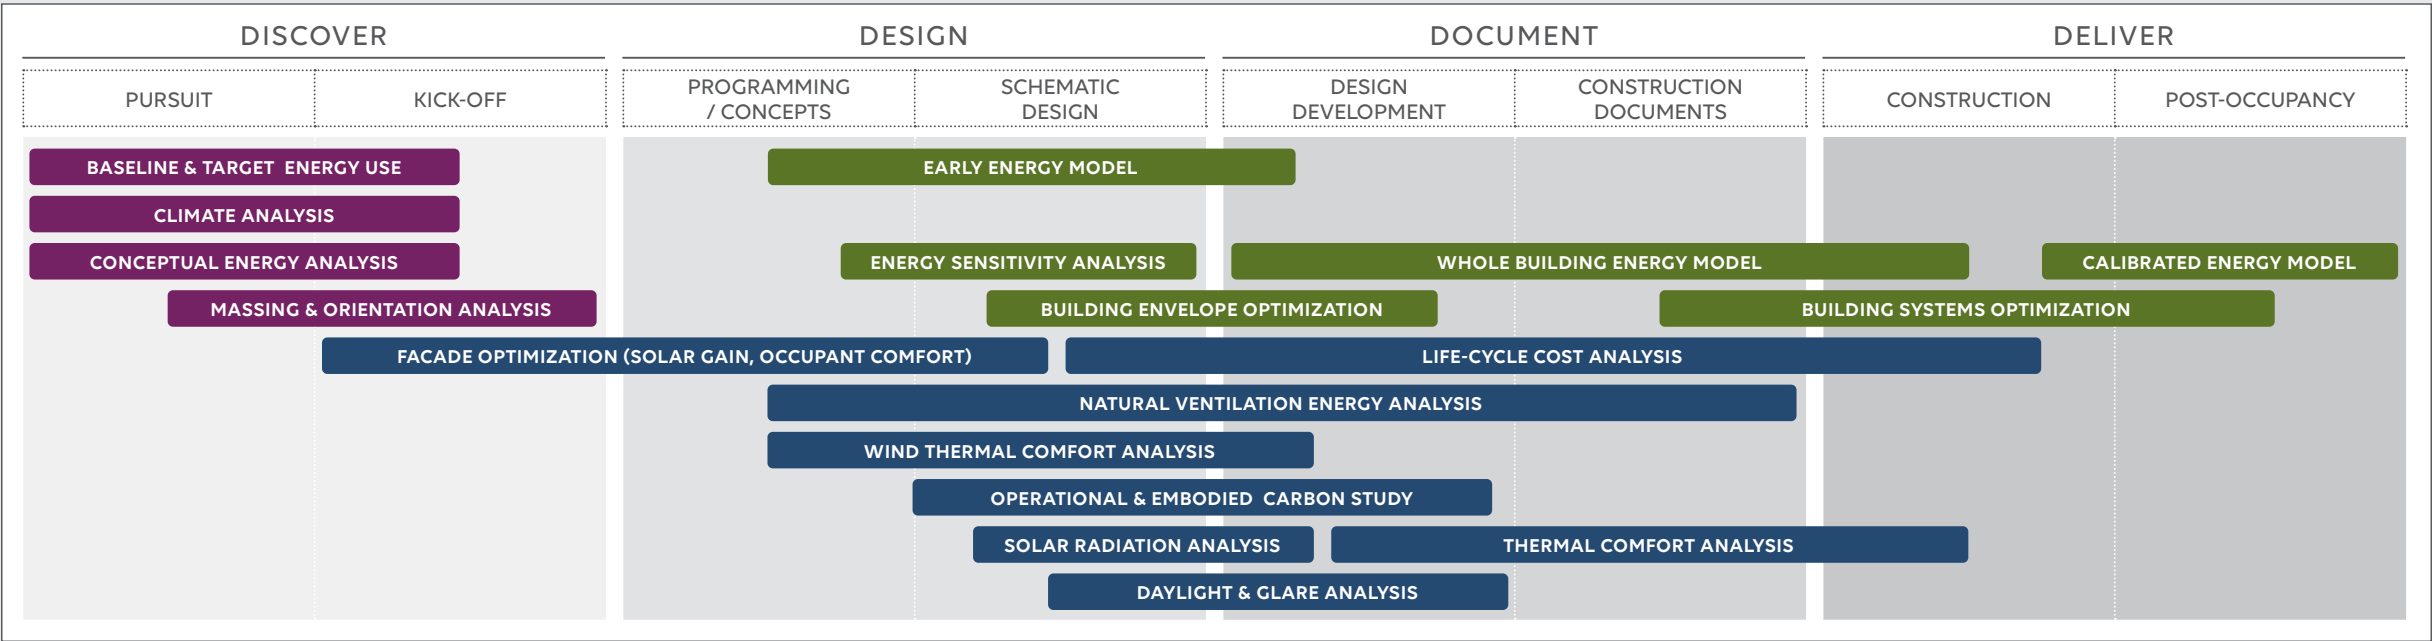 DISCOVER
DESIGN
DOCUMENT
DELIVER
PURSUIT
KICK-OFF
PROGRAMMING
/ CONCEPTS
SCHEMATIC
DESIGN
DESIGN
DEVELOPMENT
CONSTRUCTION
DOCUMENTS
CONSTRUCTION
POST-OCCUPANCY
BASELINE & TARGET ENERGY USE
EARLY ENERGY MODEL
CLIMATE ANALYSIS
CONCEPTUAL ENERGY ANALYSIS
ENERGY SENSITIVITY ANALYSIS
WHOLE BUILDING ENERGY MODEL
CALIBRATED ENERGY MODEL
MASSING & ORIENTATION ANALYSIS
BUILDING ENVELOPE OPTIMIZATION
BUILDING SYSTEMS OPTIMIZATION
FACADE OPTIMIZATION (SOLAR GAIN, OCCUPANT COMFORT)
LIFE-CYCLE COST ANALYSIS
NATURAL VENTILATION ENERGY ANALYSIS
WIND THERMAL COMFORT ANALYSIS
OPERATIONAL & EMBODIED CARBON STUDY
SOLAR RADIATION ANALYSIS
THERMAL COMFORT ANALYSIS
DAYLIGHT & GLARE ANALYSIS